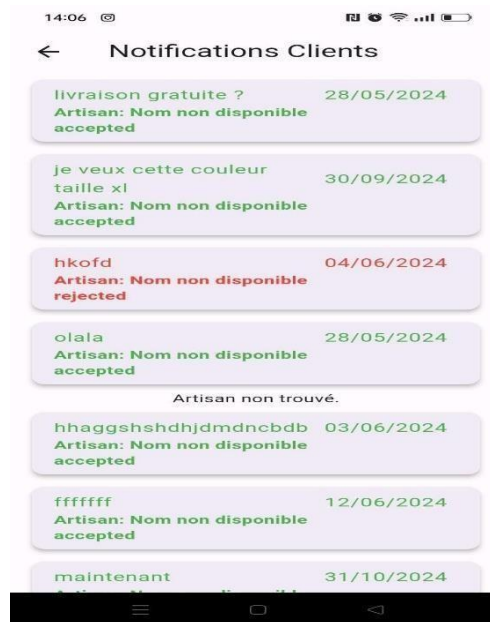 14:06
Notifications Clients
livraison gratuite ? 28/05/2024
Artisan: Nom non disponible
accepted
je veux cette couleur
taille xl 30/09/2024
Artisan: Nom non disponible
accepted
hkofd 04/06/2024
Artisan: Nom non disponible
rejected
olala 28/05/2024
Artisan: Nom non disponible
accepted
Artisan non trouvé.
hhaggshshdhjdmdncbdb 03/06/2024
Artisan: Nom non disponible
accepted
fffffff 12/06/2024
Artisan: Nom non disponible
accepted
maintenant 31/10/2024